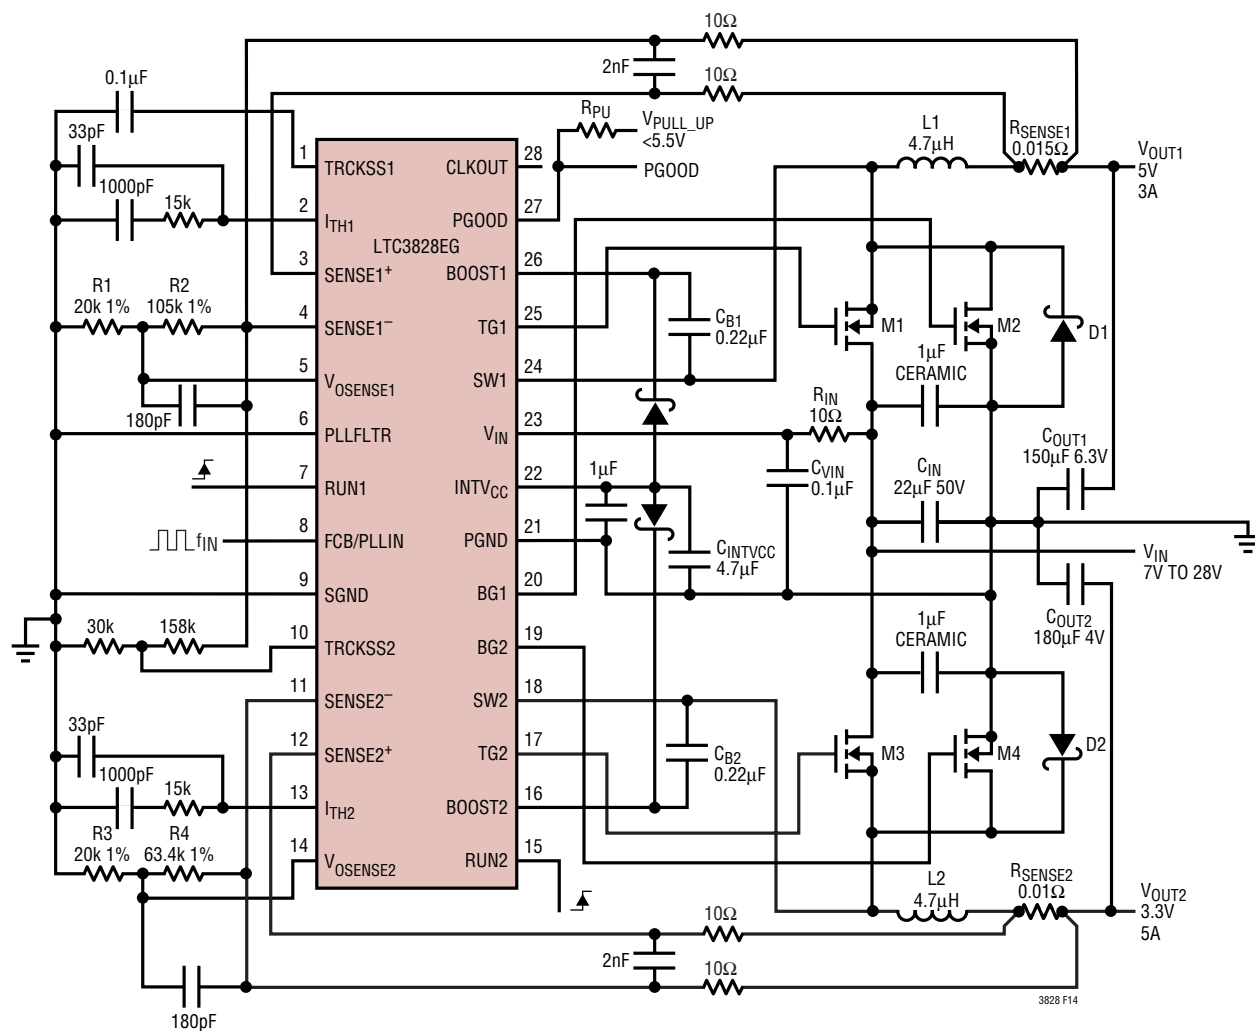 10Ω
2nF
10Ω
0.1µF
33pF
1000pF
15k
R1
20k 1%
R2
105k 1%
180pF
fIN
30k
158k
33pF
1000pF
15k
R3
20k 1%
R4
63.4k 1%
180pF
1
TRCKSS1
2
ITH1
3
SENSE1+
4
SENSE1–
5
VOSENSE1
6
PLLFLTR
7
RUN1
8
FCB/PLLIN
9
SGND
10
TRCKSS2
11
SENSE2–
12
SENSE2+
13
ITH2
14
VOSENSE2
LTC3828EG
28
CLKOUT
27
PGOOD
26
BOOST1
25
TG1
24
SW1
23
VIN
22
INTVCC
21
PGND
20
BG1
19
BG2
18
SW2
17
TG2
16
BOOST2
15
RUN2
RPU
VPULL_UP
<5.5V
PGOOD
L1
4.7µH
RSENSE1
0.015Ω
VOUT1
5V
3A
CB1
0.22µF
M1
M2
D1
1µF
CERAMIC
RIN
10Ω
CVIN
0.1µF
1µF
CINTVCC
4.7µF
CIN
22µF 50V
COUT1
150µF 6.3V
VIN
7V TO 28V
COUT2
180µF 4V
1µF
CERAMIC
CB2
0.22µF
M3
M4
D2
L2
4.7µH
RSENSE2
0.01Ω
VOUT2
3.3V
5A
10Ω
2nF
10Ω
3828 F14